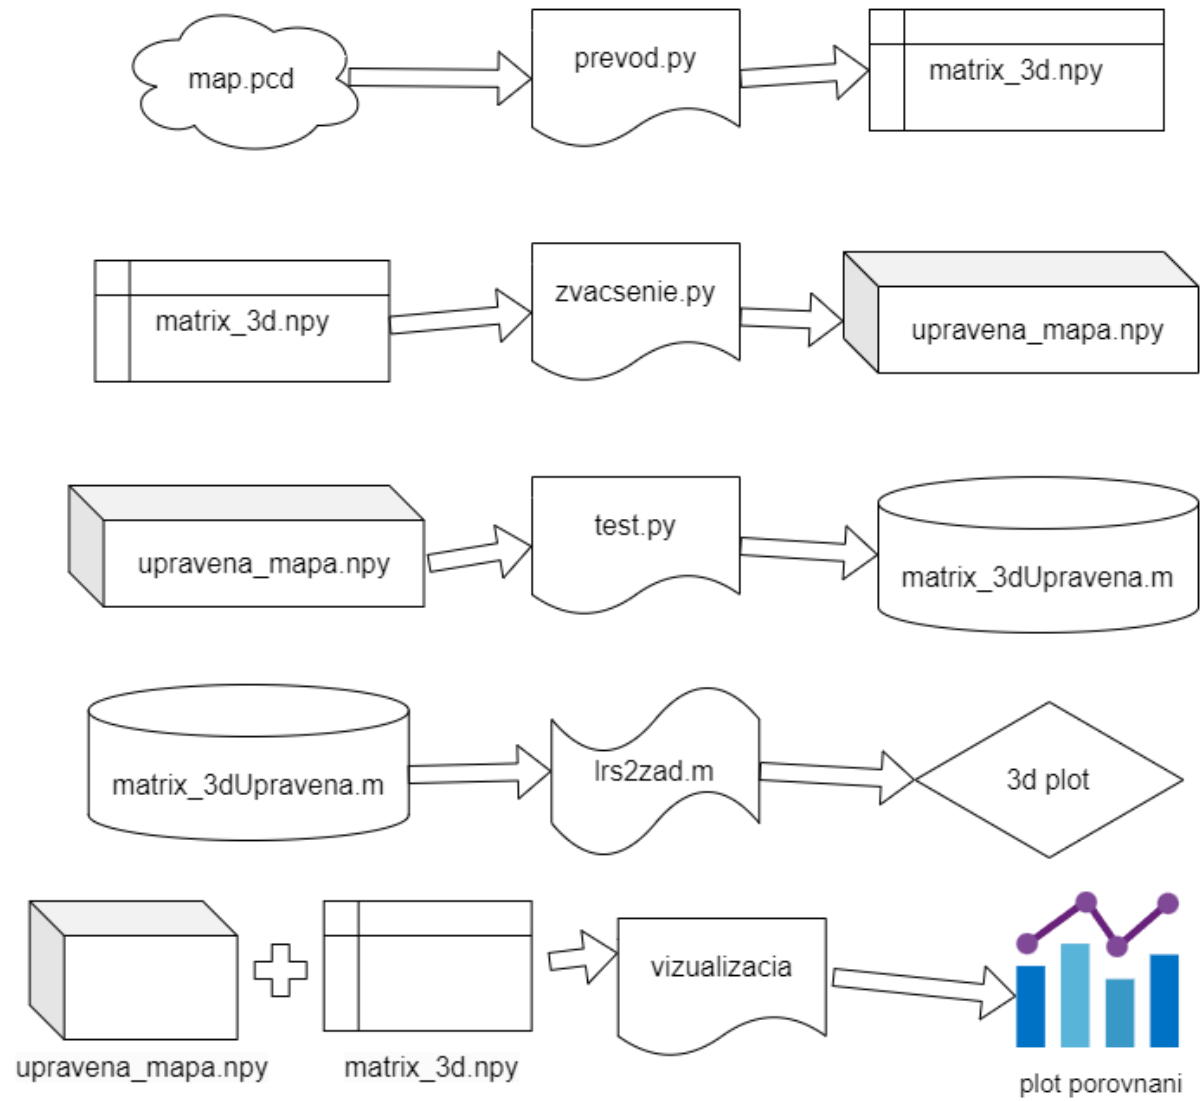 map.pcd
prevod.py
matrix_3d.npy
matrix_3d.npy
zvacsenie.py
upravena_mapa.npy
upravena_mapa.npy
test.py
matrix_3dUpravena.m
matrix_3dUpravena.m
lrs2zad.m
3d plot
vizualizacia
upravena_mapa.npy
matrix_3d.npy
plot porovnani